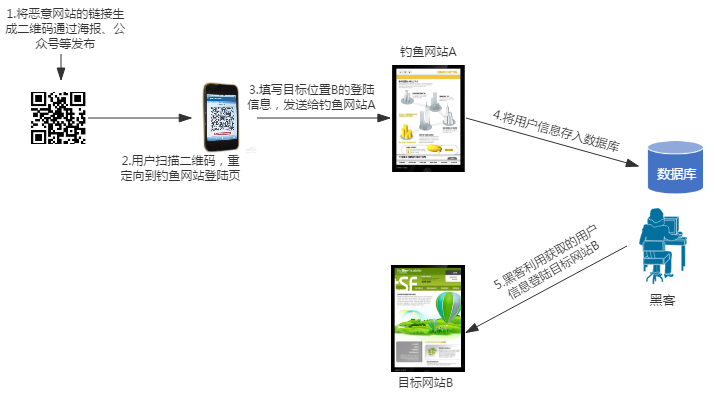 1.将恶意网站的链接生
成二维码通过海报、公
众号等发布
钓鱼网站A
3.填写目标位置B的登陆
信息，发送给钓鱼网站A
4.将用户信息存入数据库
2.用户扫描二维码，重
定向到钓鱼网站登陆页
数据库
5.黑客利用获取的用户
信息登陆目标网站B
SF
黑客
目标网站B